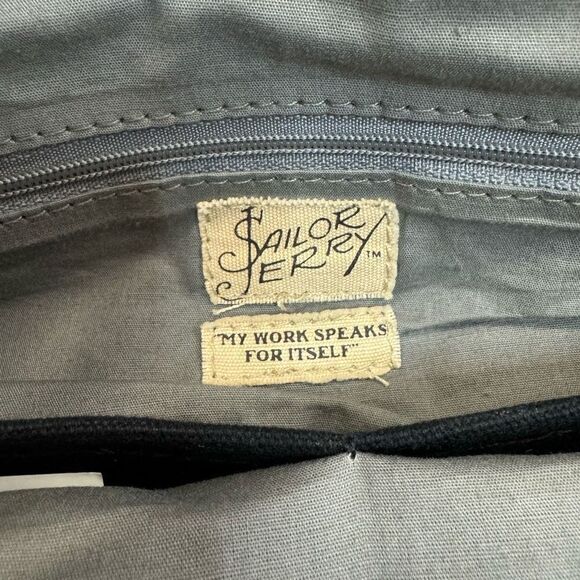 SAILOR
JERRY™
"MY WORK SPEAKS
FOR ITSELF"